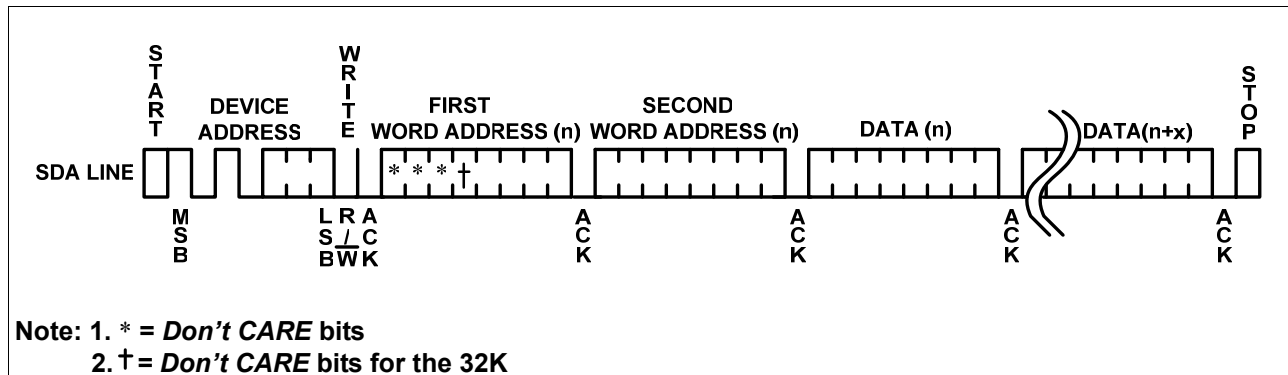 START
WRITE
STOP
DEVICE
ADDRESS
FIRST
WORD ADDRESS (n)
SECOND
WORD ADDRESS (n)
DATA (n)
DATA(n+x)
SDA LINE
* * * †
MSB
LSB
R/W
ACK
ACK
ACK
ACK
ACK
Note: 1. * = Don't CARE bits
2. † = Don't CARE bits for the 32K